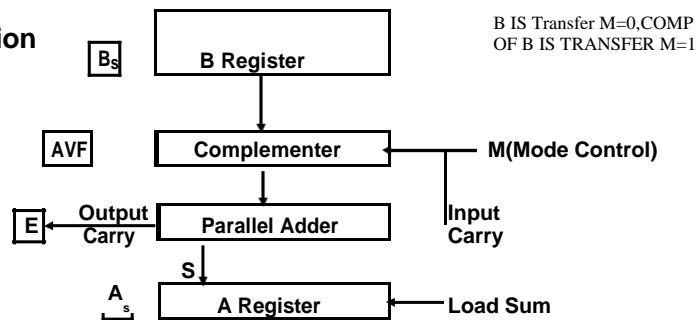 ion
B IS Transfer M=0,COMP
OF B IS TRANSFER M=1
Bs
B Register
AVF
Complementer
M(Mode Control)
E
Output
Carry
Parallel Adder
Input
Carry
S
As
A Register
Load Sum